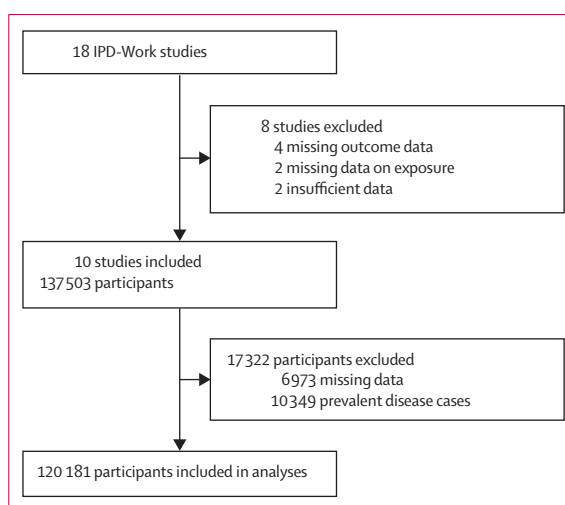 18 IPD-Work studies
8 studies excluded
4 missing outcome data
2 missing data on exposure
2 insufficient data
10 studies included
137 503 participants
17 322 participants excluded
6973 missing data
10 349 prevalent disease cases
120 181 participants included in analyses